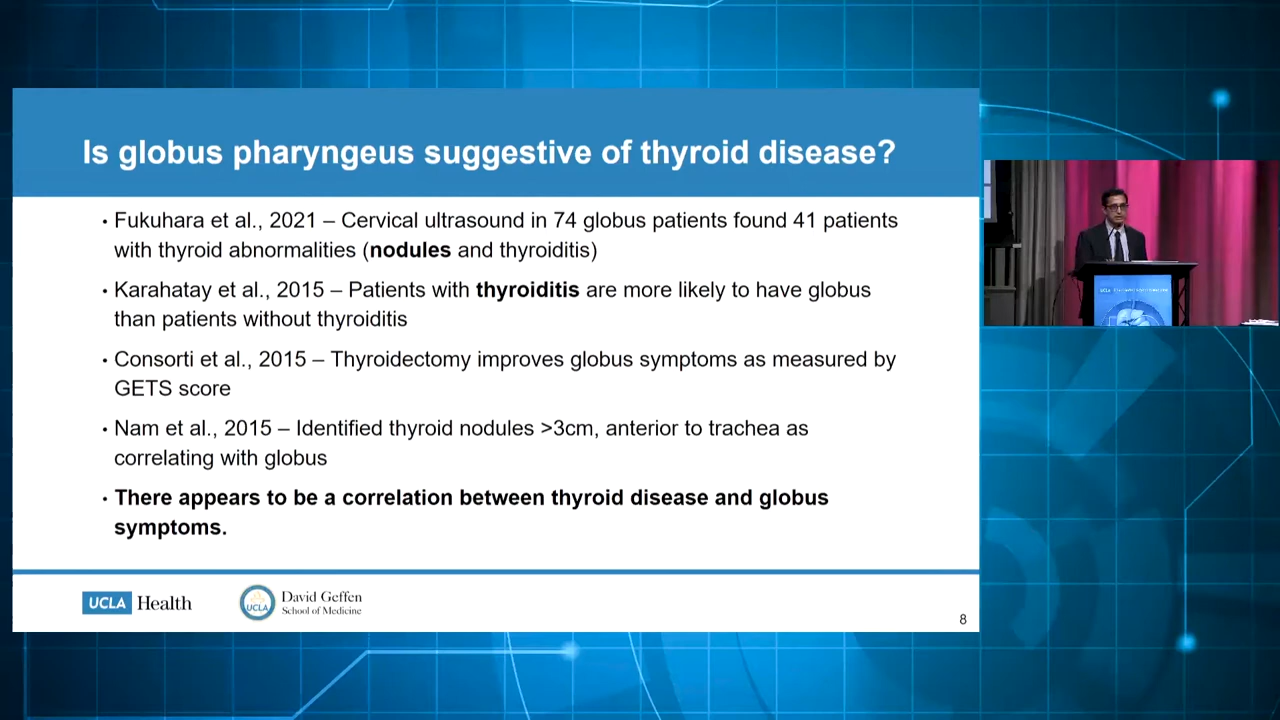 Is globus pharyngeus suggestive of thyroid disease?
• Fukuhara et al., 2021 – Cervical ultrasound in 74 globus patients found 41 patients
with thyroid abnormalities (nodules and thyroiditis)
• Karahatay et al., 2015 – Patients with thyroiditis are more likely to have globus
than patients without thyroiditis
• Consorti et al., 2015 – Thyroidectomy improves globus symptoms as measured by
GETS score
• Nam et al., 2015 – Identified thyroid nodules >3cm, anterior to trachea as
correlating with globus
• There appears to be a correlation between thyroid disease and globus
symptoms.
UCLA Health
UCLA
David Geffen
School of Medicine
8
UCLA